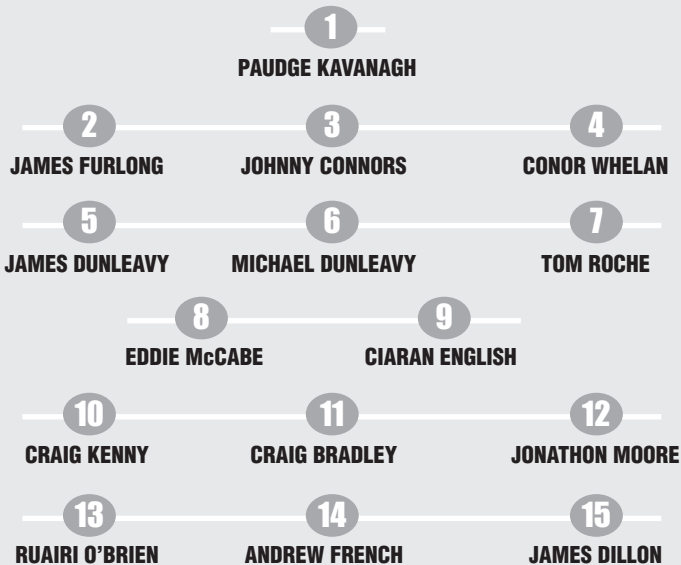 1
PAUDGE KAVANAGH
2 3 4
JAMES FURLONG JOHNNY CONNORS CONOR WHELAN
5 6 7
JAMES DUNLEAVY MICHAEL DUNLEAVY TOM ROCHE
8 9
EDDIE McCABE CIARAN ENGLISH
10 11 12
CRAIG KENNY CRAIG BRADLEY JONATHON MOORE
13 14 15
RUAIRI O’BRIEN ANDREW FRENCH JAMES DILLON